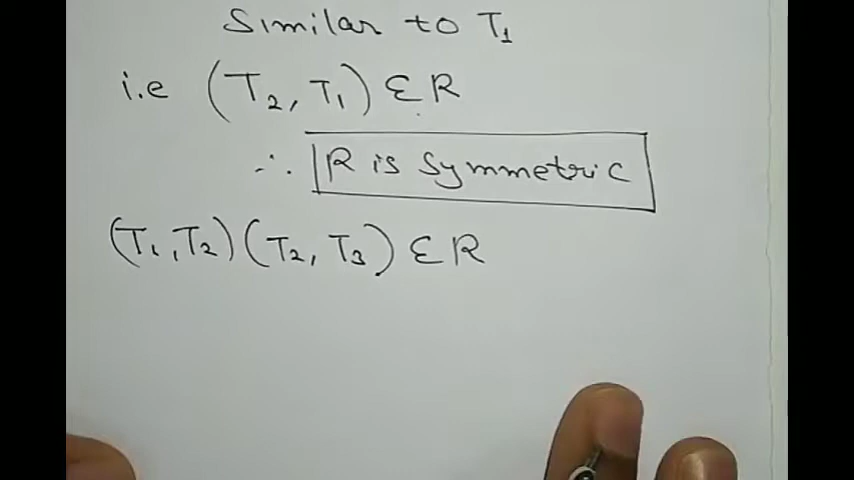 Similar to T₁
i.e (T₂, T₁) Ɛ R
∴ R is Symmetric
(T₁, T₂) (T₂, T₃) Ɛ R